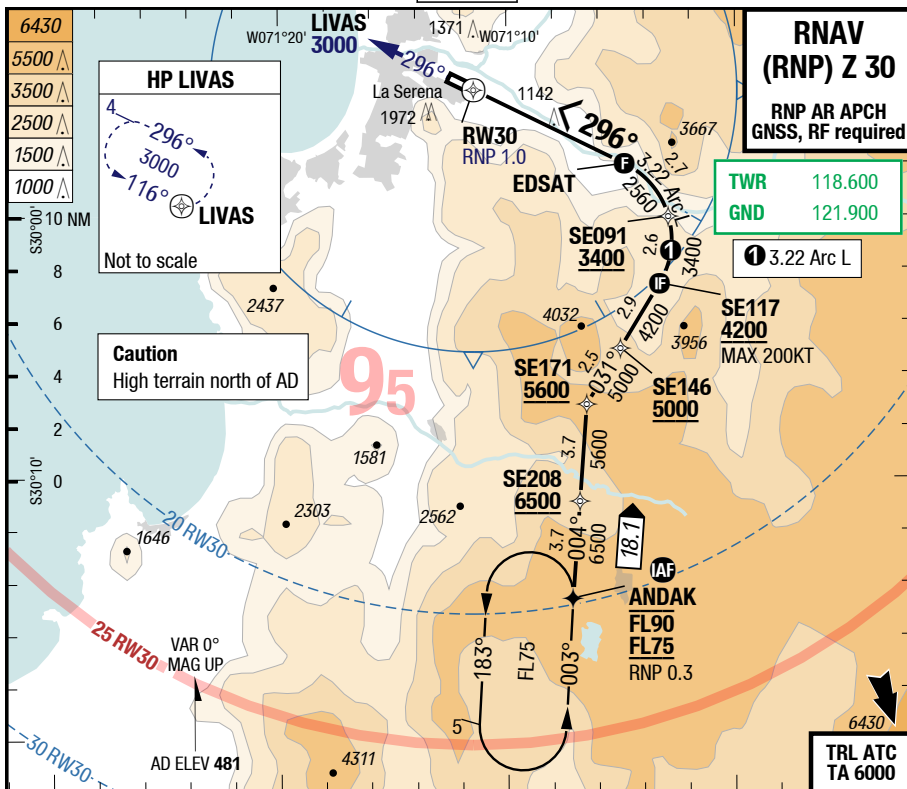 6430
5500
3500
2500
1500
1000
HP LIVAS
4
296°
3000
116°
LIVAS
Not to scale
LIVAS
3000
W071°20'
1371
W071°10'
296°
La Serena
1972
1142
RW30
RNP 1.0
296°
3667
2.7
EDSAT
3.22 Arc L
2560
RNAV
(RNP) Z 30
RNP AR APCH
GNSS, RF required
TWR 118.600
GND 121.900
1 3.22 Arc L
S30°00'
10 NM
8
6
4
2
0
S30°10'
SE091
3400
2.6
1
3400
IF
F
2437
4032
2.9
4200
SE117
4200
MAX 200KT
3956
Caution
High terrain north of AD
95
SE171
5600
2.5
031°
5000
SE146
5000
3.7
5600
1581
SE208
6500
2303
2562
1646
20 RW30
3.7
004°
6500
18.1
IAF
ANDAK
FL90
FL75
RNP 0.3
25 RW30
VAR 0°
MAG UP
183°
FL75
003°
5
30 RW30
AD ELEV 481
4311
6430
TRL ATC
TA 6000